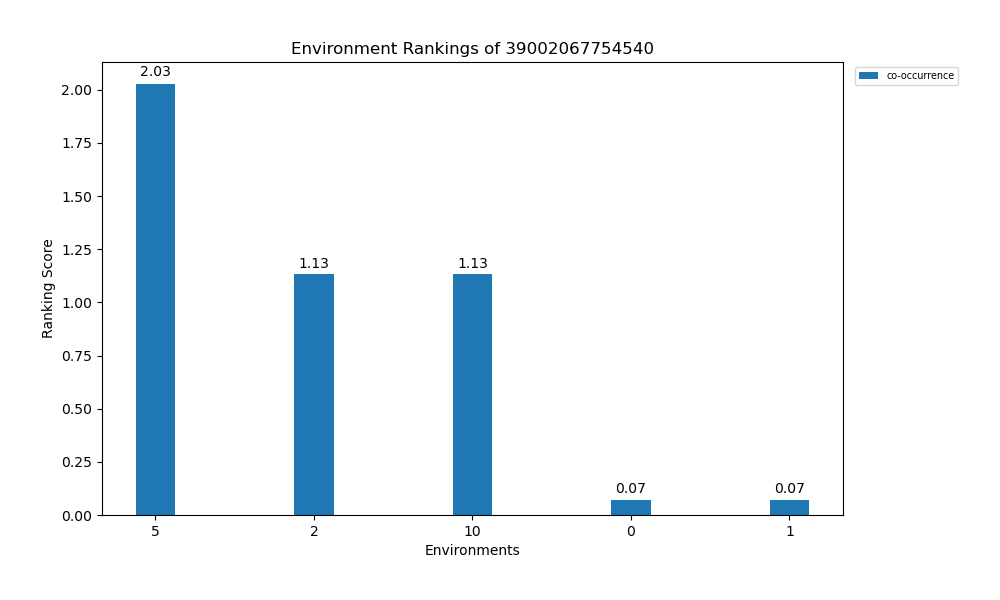 Environment Rankings of 39002067754540
co-occurrence
Ranking Score
2.00
1.75
1.50
1.25
1.00
0.75
0.50
0.25
0.00
2.03
1.13
1.13
0.07
0.07
5 2 10 0 1
Environments